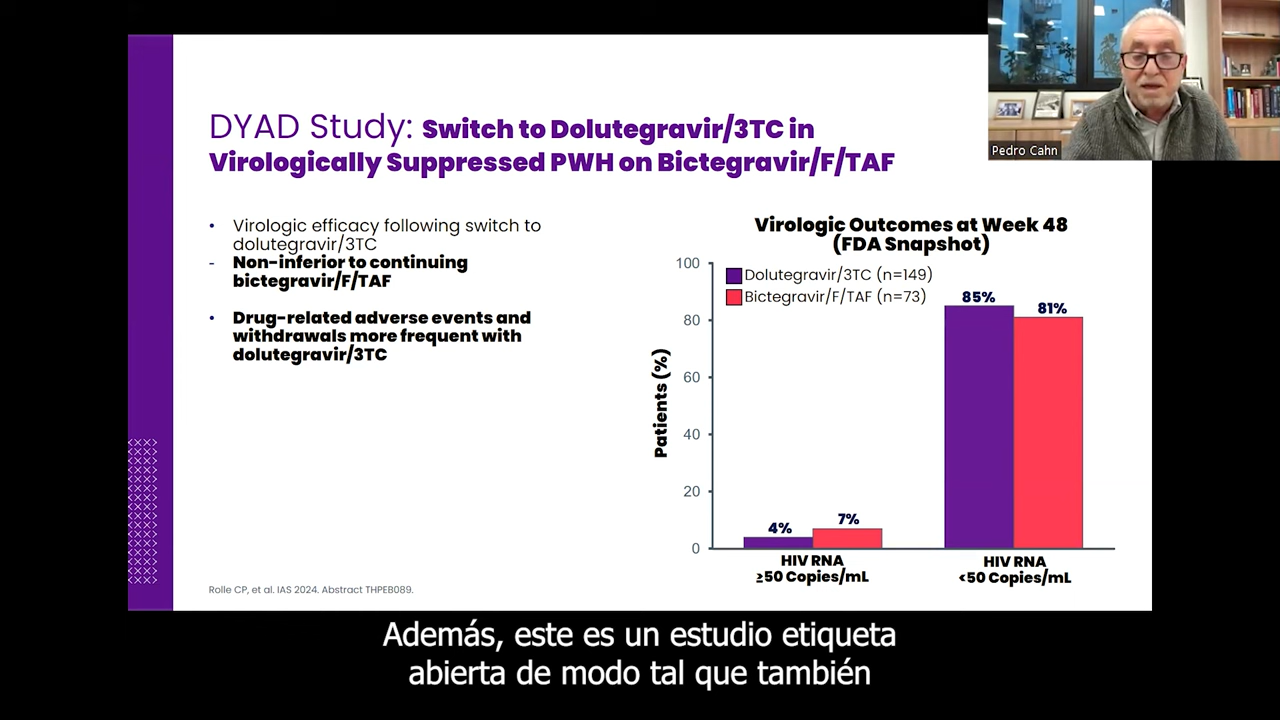 Pedro Cahn
DYAD Study: Switch to Dolutegravir/3TC in
Virologically Suppressed PWH on Bictegravir/F/TAF
• Virologic efficacy following switch to
dolutegravir/3TC
- Non-inferior to continuing
bictegravir/F/TAF
• Drug-related adverse events and
withdrawals more frequent with
dolutegravir/3TC
Virologic Outcomes at Week 48
(FDA Snapshot)
Dolutegravir/3TC (n=149)
Bictegravir/F/TAF (n=73)
Patients (%)
100
80
60
40
20
0
4%
7%
85%
81%
HIV RNA
≥50 Copies/mL
HIV RNA
<50 Copies/mL
Rolle CP, et al. IAS 2024. Abstract THPEB089.
Además, este es un estudio etiqueta
abierta de modo tal que también